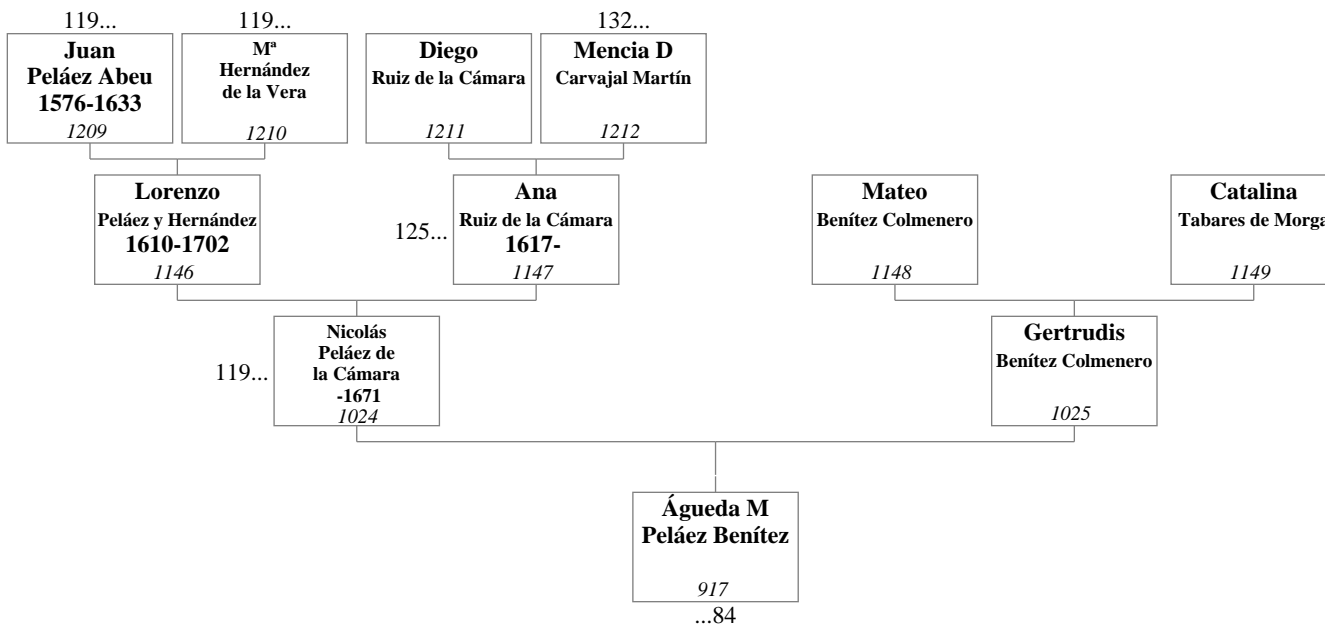 119...
119...
132...
Juan
Peláez Abeu
1576-1633
1209
Mª
Hernández
de la Vera
1210
Diego
Ruiz de la Cámara
1211
Mencia D
Carvajal Martín
1212
Lorenzo
Peláez y Hernández
1610-1702
1146
125...
Ana
Ruiz de la Cámara
1617-
1147
Mateo
Benítez Colmenero
1148
Catalina
Tabares de Morga
1149
119...
Nicolás
Peláez de
la Cámara
-1671
1024
Gertrudis
Benítez Colmenero
1025
Águeda M
Peláez Benítez
917
...84